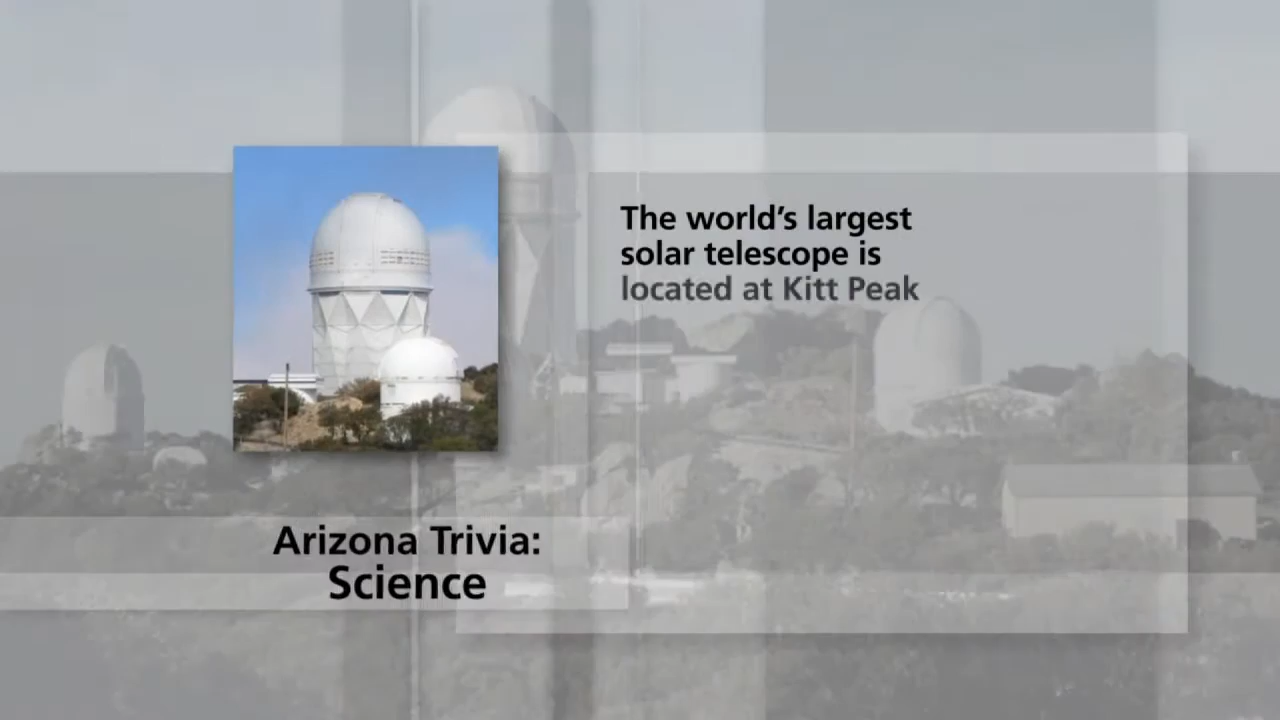 The world’s largest
solar telescope is
located at Kitt Peak
Arizona Trivia:
Science